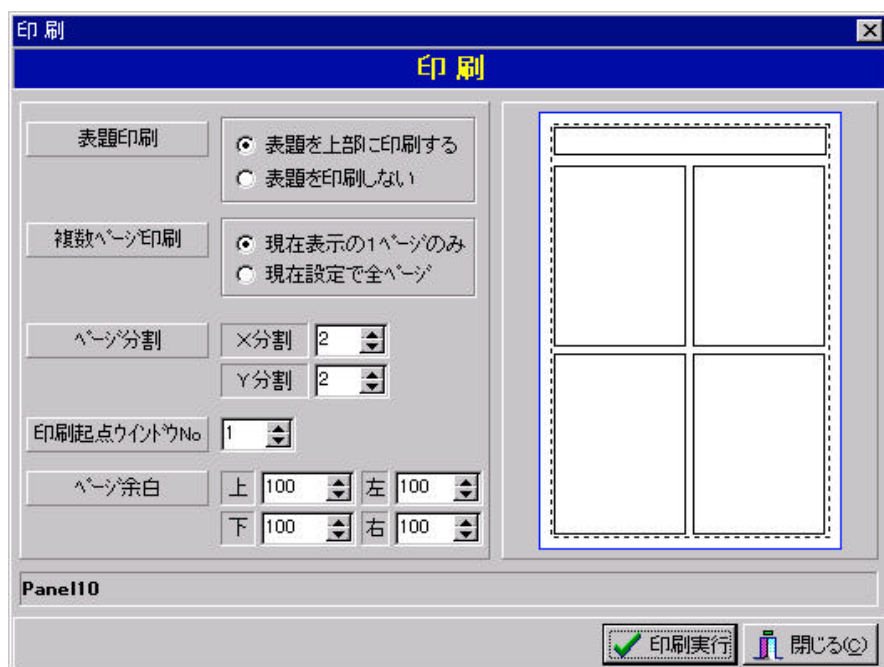 印刷
印刷
表題印刷
表題を上部に印刷する
表題を印刷しない
複数ﾍﾟｰｼﾞ印刷
現在表示の1ﾍﾟｰｼﾞのみ
現在設定で全ﾍﾟｰｼﾞ
ﾍﾟｰｼﾞ分割
X分割 2
Y分割 2
印刷起点ｳｲﾝﾄﾞｳNo 1
ﾍﾟｰｼﾞ余白
上 100 左 100
下 100 右 100
Panel10
印刷実行 閉じる(C)